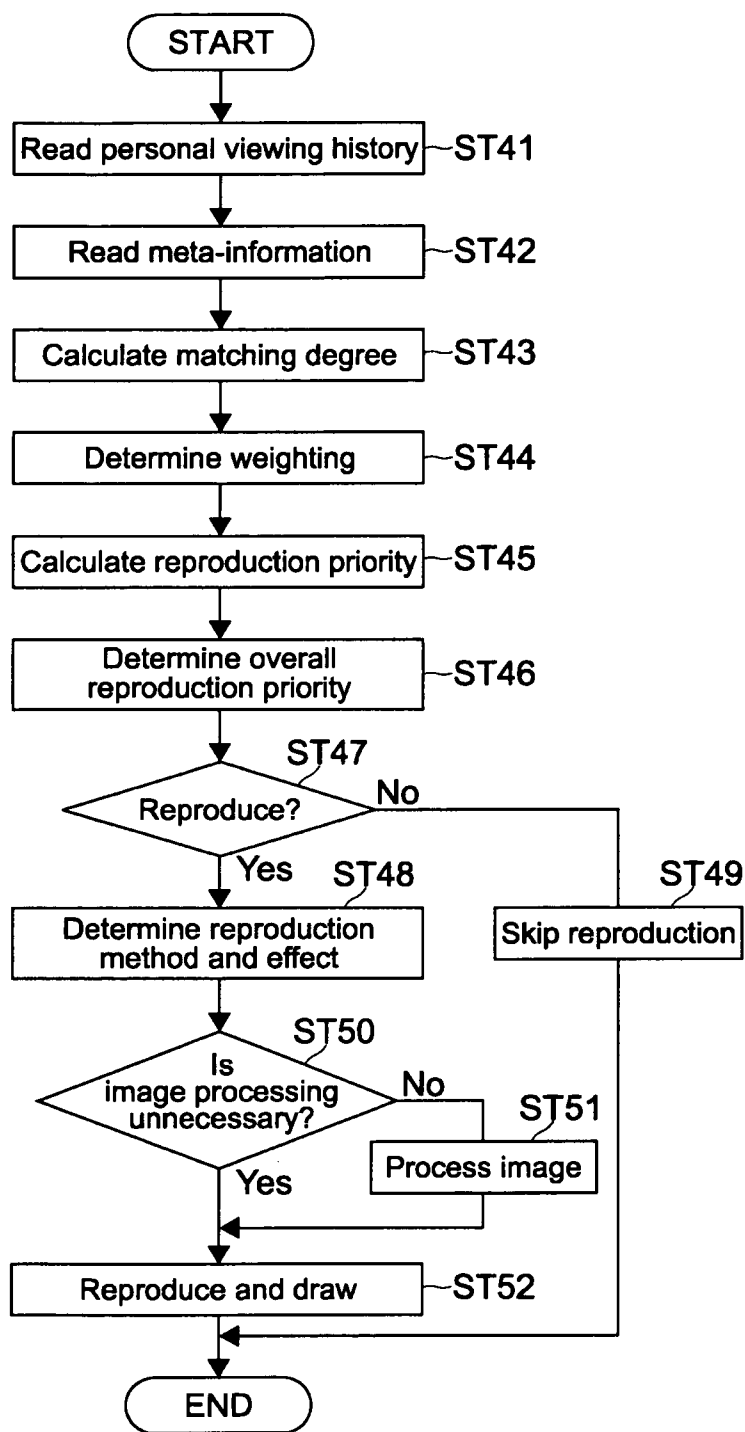 START
Read personal viewing history
ST41
Read meta-information
ST42
Calculate matching degree
ST43
Determine weighting
ST44
Calculate reproduction priority
ST45
Determine overall
reproduction priority
ST46
ST47
Reproduce?
No
Yes
ST48
ST49
Determine reproduction
method and effect
Skip reproduction
ST50
Is
image processing
unnecessary?
No
ST51
Process image
Yes
Reproduce and draw
ST52
END